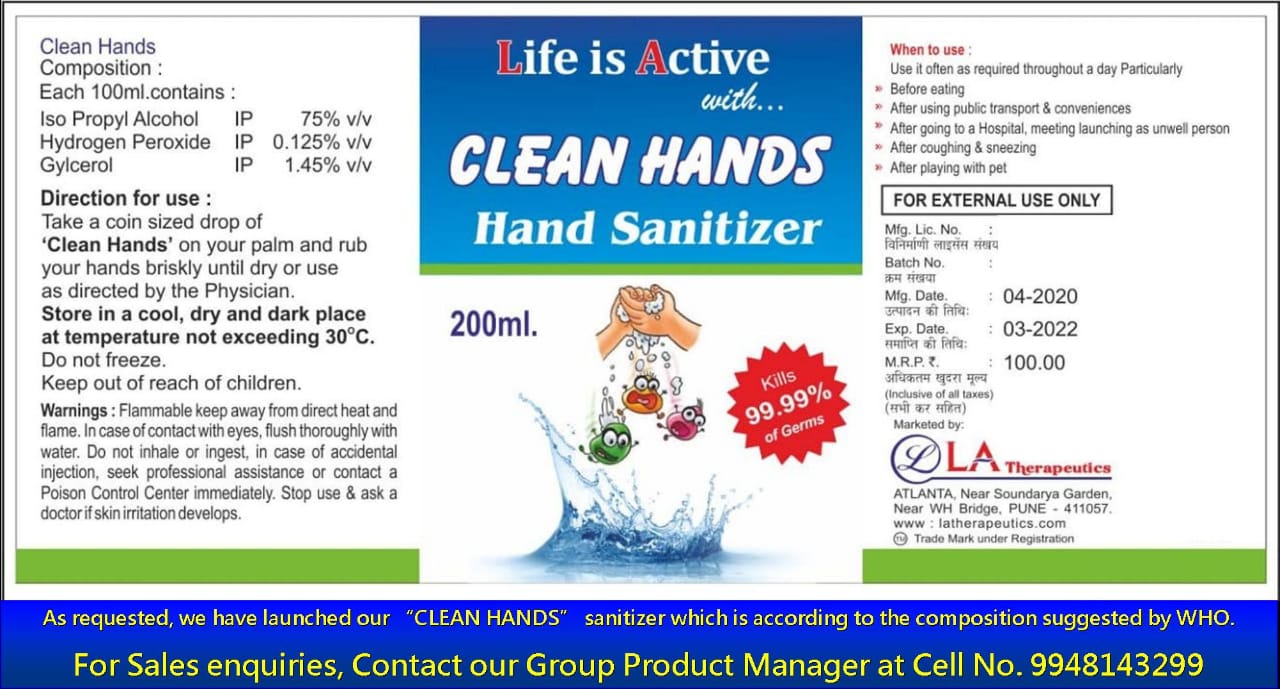 Clean Hands
Composition :
Each 100ml.contains :
Iso Propyl Alcohol IP 75% v/v
Hydrogen Peroxide IP 0.125% v/v
Gylcerol IP 1.45% v/v
Direction for use :
Take a coin sized drop of
‘Clean Hands’ on your palm and rub
your hands briskly until dry or use
as directed by the Physician.
Store in a cool, dry and dark place
at temperature not exceeding 30°C.
Do not freeze.
Keep out of reach of children.
Warnings : Flammable keep away from direct heat and
flame. In case of contact with eyes, flush thoroughly with
water. Do not inhale or ingest, in case of accidental
injection, seek professional assistance or contact a
Poison Control Center immediately. Stop use & ask a
doctor if skin irritation develops.
Life is Active
with...
CLEAN HANDS
Hand Sanitizer
200ml.
Kills
99.99%
of Germs
When to use :
Use it often as required throughout a day Particularly
» Before eating
» After using public transport & conveniences
» After going to a Hospital, meeting launching as unwell person
» After coughing & sneezing
» After playing with pet
FOR EXTERNAL USE ONLY
Mfg. Lic. No. :
विनिर्माणी लाइसेंस संखय
Batch No. :
क्रम संखया
Mfg. Date. : 04-2020
उत्पादन की तिथि:
Exp. Date. : 03-2022
समाप्ति की तिथि:
M.R.P. ₹. : 100.00
अधिकतम खुदरा मूल्य
(Inclusive of all taxes)
(सभी कर सहित)
Marketed by:
L LA Therapeutics
ATLANTA, Near Soundarya Garden,
Near WH Bridge, PUNE - 411057.
www : latherapeutics.com
TM Trade Mark under Registration
As requested, we have launched our “CLEAN HANDS” sanitizer which is according to the composition suggested by WHO.
For Sales enquiries, Contact our Group Product Manager at Cell No. 9948143299